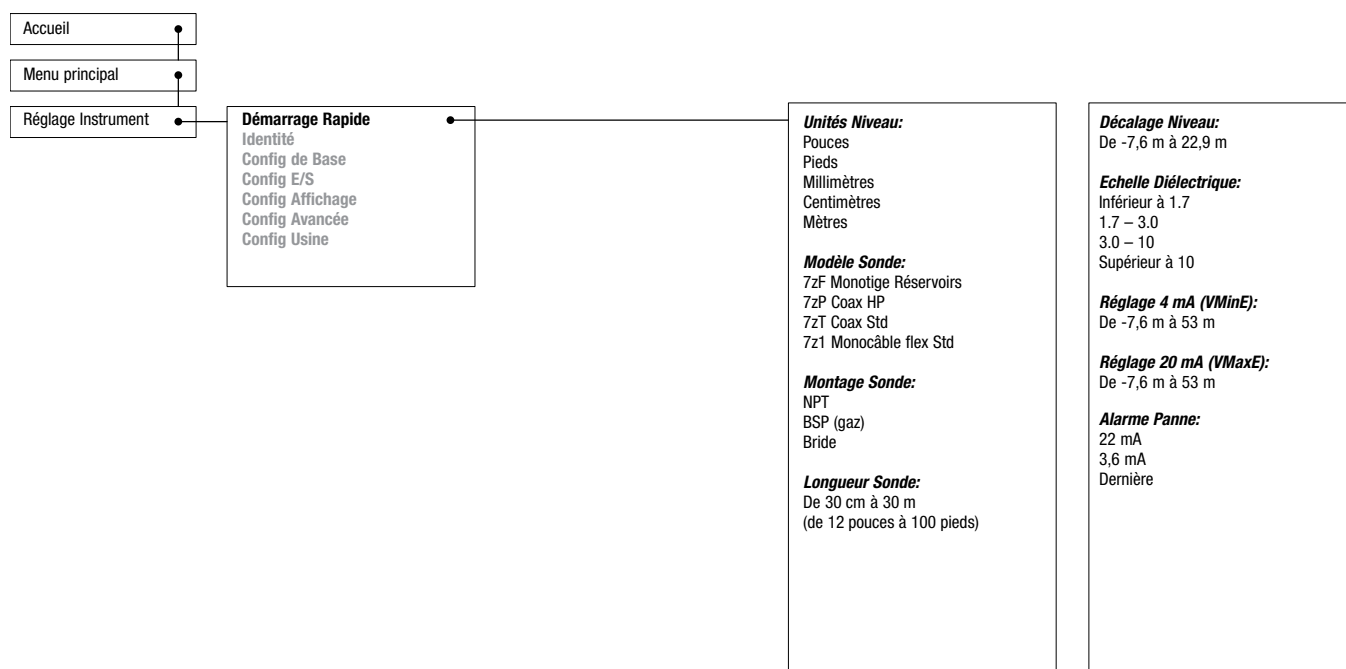 Accueil
Menu principal
Réglage Instrument
Démarrage Rapide
Identité
Config de Base
Config E/S
Config Affichage
Config Avancée
Config Usine
Unités Niveau:
Pouces
Pieds
Millimètres
Centimètres
Mètres
Modèle Sonde:
7zF Monotige Réservoirs
7zP Coax HP
7zT Coax Std
7z1 Monocâble flex Std
Montage Sonde:
NPT
BSP (gaz)
Bride
Longueur Sonde:
De 30 cm à 30 m
(de 12 pouces à 100 pieds)
Décalage Niveau:
De -7,6 m à 22,9 m
Echelle Diélectrique:
Inférieur à 1.7
1.7 – 3.0
3.0 – 10
Supérieur à 10
Réglage 4 mA (VMinE):
De -7,6 m à 53 m
Réglage 20 mA (VMaxE):
De -7,6 m à 53 m
Alarme Panne:
22 mA
3,6 mA
Dernière